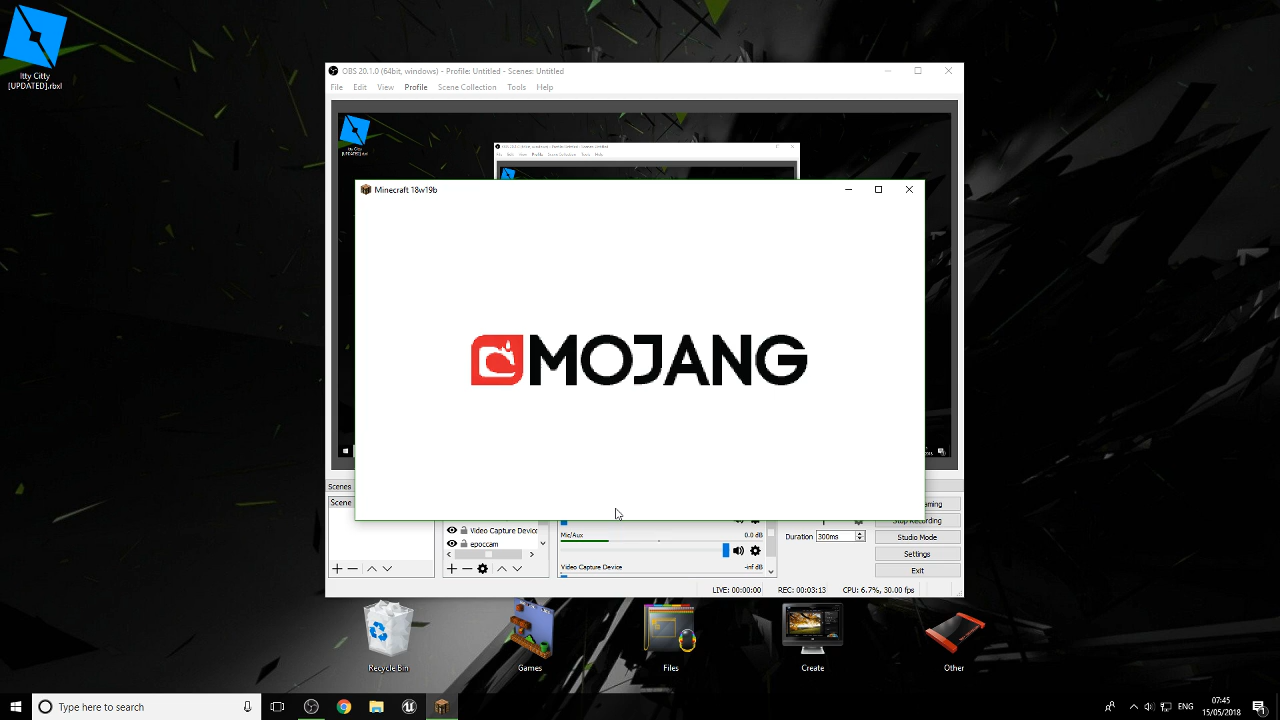 Itty Citty
[UPDATED].rbxl
OBS 20.1.0 (64bit, windows) - Profile: Untitled - Scenes: Untitled
File Edit View Profile Scene Collection Tools Help
Minecraft 18w19b
MOJANG
Scenes
Scene
Video Capture Device
epoccam
Mic/Aux 0.0 dB
Video Capture Device -inf dB
Duration 300ms
Stop Recording
Studio Mode
Settings
Exit
LIVE: 00:00:00 REC: 00:03:13 CPU: 6.7%, 30.00 fps
Recycle Bin
Games
Files
Create
Other
Type here to search
ENG
07:45
15/05/2018